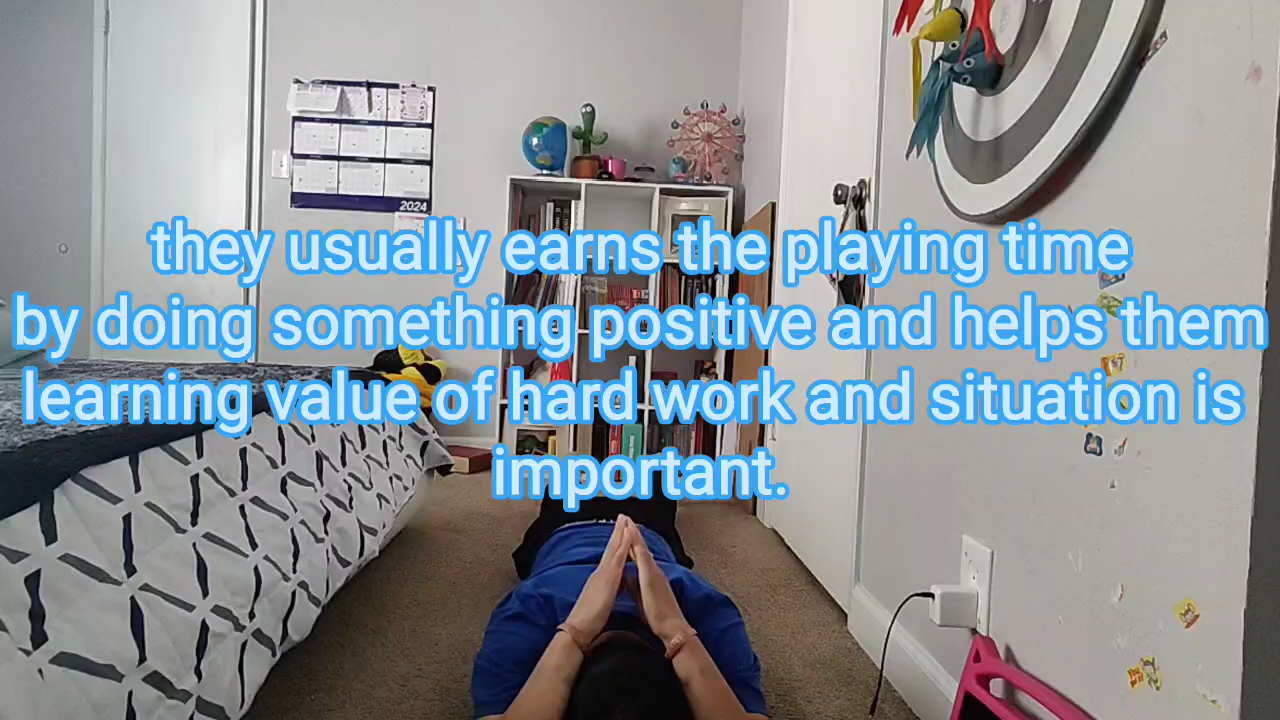 2024
they usually earns the playing time
by doing something positive and helps them
learning value of hard work and situation is
important.